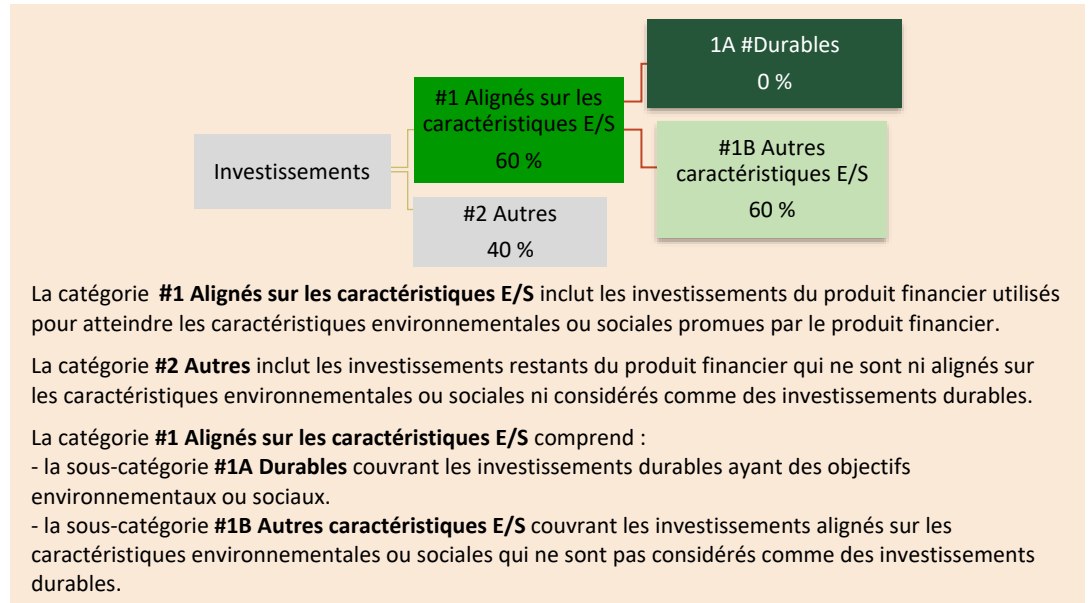 1A #Durables
0 %
#1 Alignés sur les
caractéristiques E/S
60 %
#1B Autres
caractéristiques E/S
60 %
Investissements
#2 Autres
40 %
La catégorie #1 Alignés sur les caractéristiques E/S inclut les investissements du produit financier utilisés
pour atteindre les caractéristiques environnementales ou sociales promues par le produit financier.
La catégorie #2 Autres inclut les investissements restants du produit financier qui ne sont ni alignés sur
les caractéristiques environnementales ou sociales ni considérés comme des investissements durables.
La catégorie #1 Alignés sur les caractéristiques E/S comprend :
- la sous-catégorie #1A Durables couvrant les investissements durables ayant des objectifs
environnementaux ou sociaux.
- la sous-catégorie #1B Autres caractéristiques E/S couvrant les investissements alignés sur les
caractéristiques environnementales ou sociales qui ne sont pas considérés comme des investissements
durables.